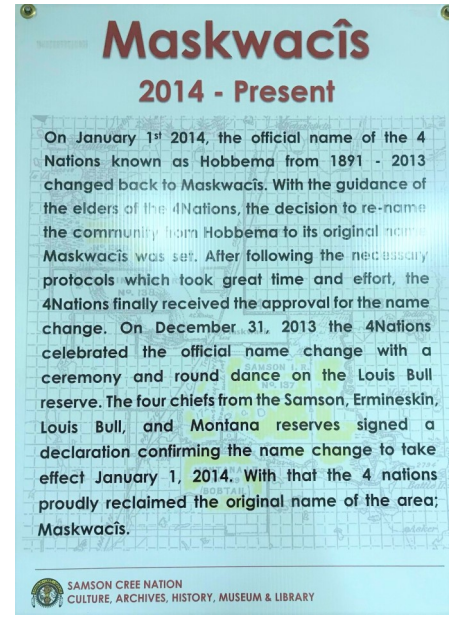 Maskwacîs
2014 - Present
On January 1st 2014, the official name of the 4
Nations known as Hobbema from 1891 - 2013
changed back to Maskwacîs. With the guidance of
the elders of the 4Nations, the decision to re-name
the community from Hobbema to its original name
Maskwacîs was set. After following the necessary
protocols which took great time and effort, the
4Nations finally received the approval for the name
change. On December 31, 2013 the 4Nations
celebrated the official name change with a
ceremony and round dance on the Louis Bull
reserve. The four chiefs from the Samson, Ermineskin,
Louis Bull, and Montana reserves signed a
declaration confirming the name change to take
effect January 1, 2014. With that the 4 nations
proudly reclaimed the original name of the area;
Maskwacîs.
SAMSON I.R.
No. 137
BOBTAIL
SAMSON CREE NATION
CULTURE, ARCHIVES, HISTORY, MUSEUM & LIBRARY